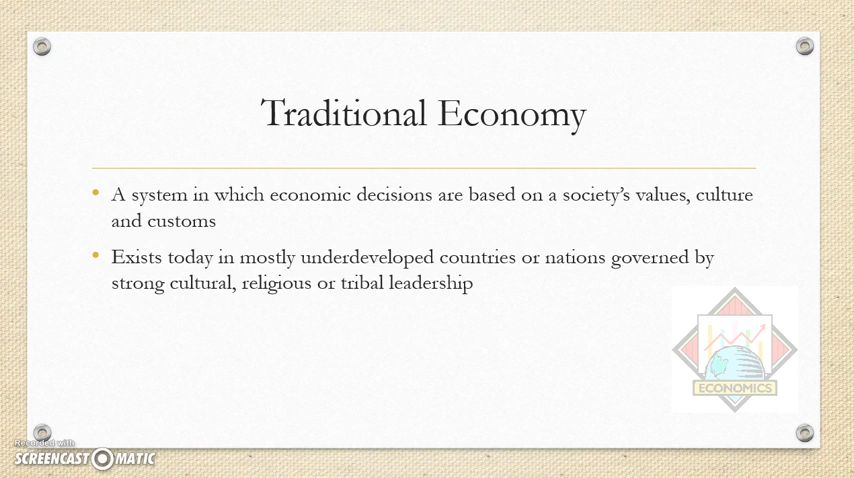 Traditional Economy
• A system in which economic decisions are based on a society's values, culture
and customs
• Exists today in mostly underdeveloped countries or nations governed by
strong cultural, religious or tribal leadership
ECONOMICS
Recorded with
SCREENCAST MATIC